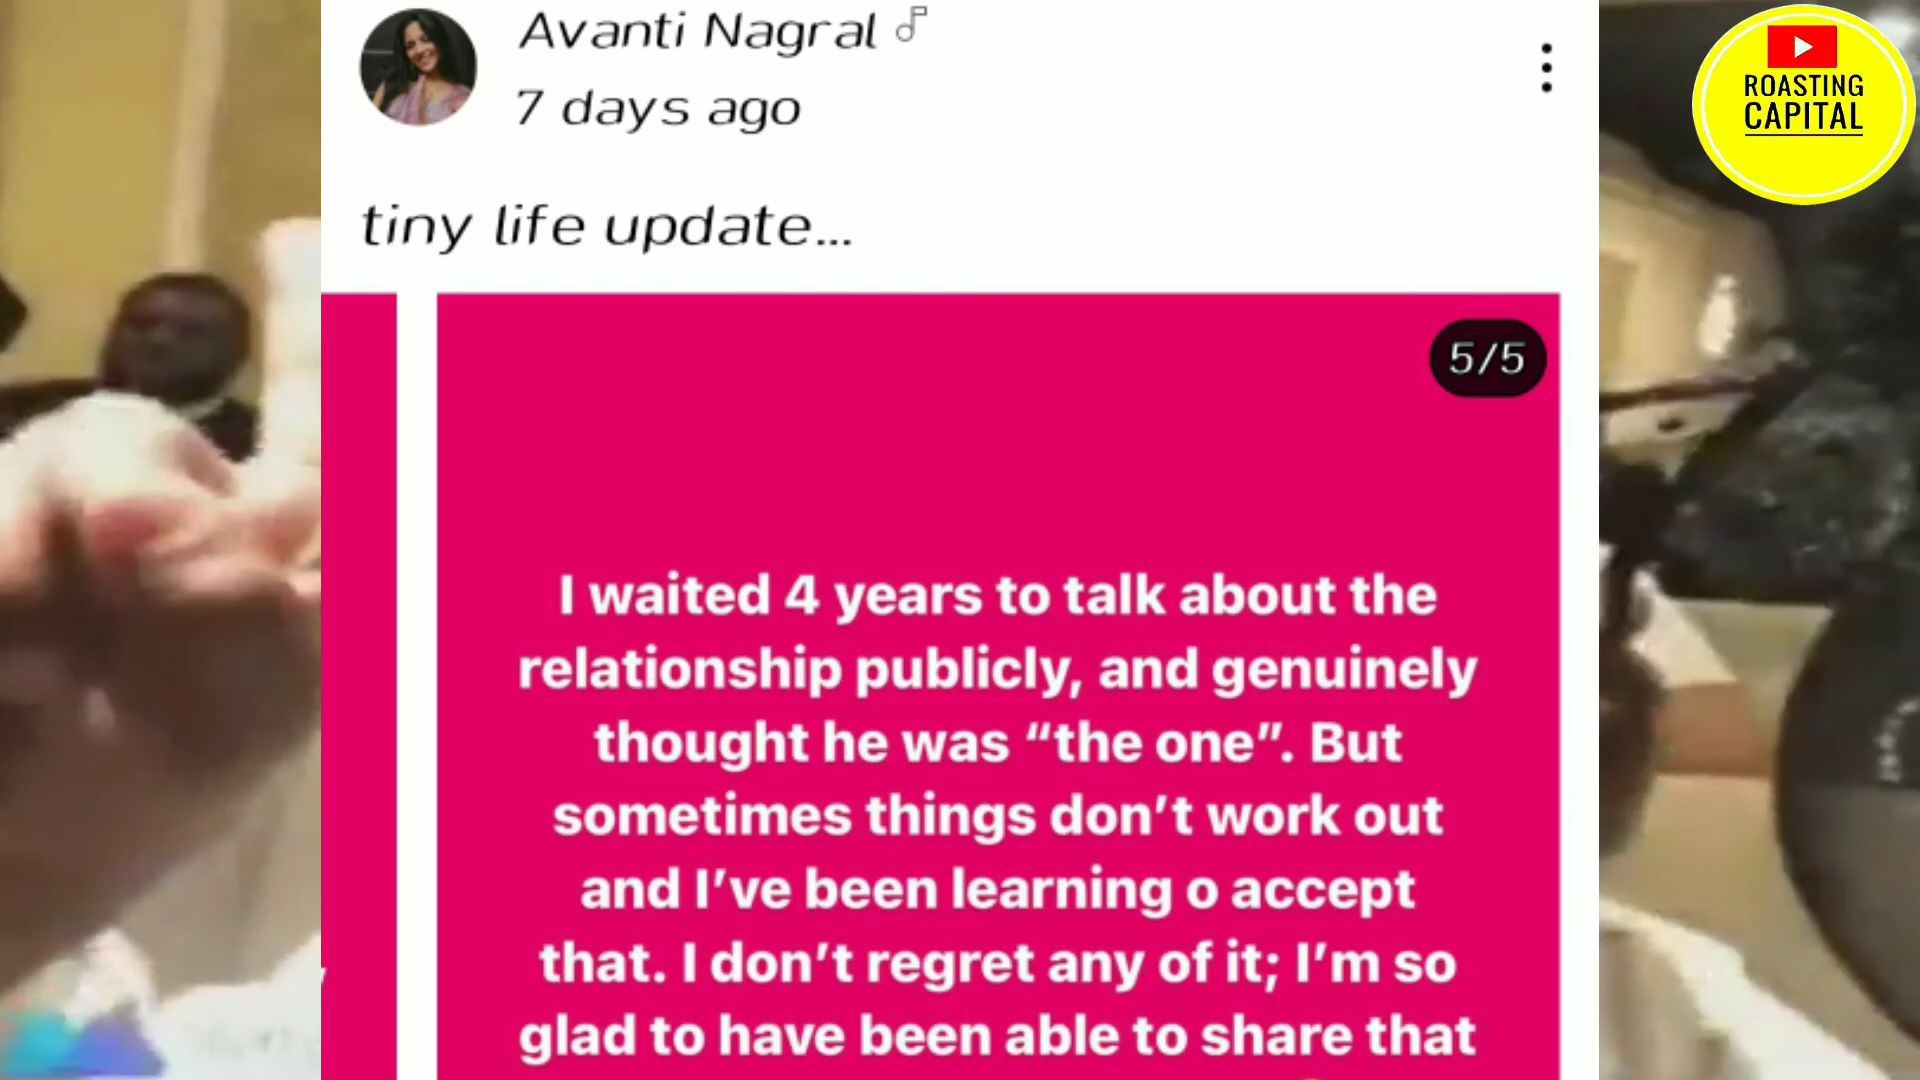 Avanti Nagral
7 days ago
tiny life update...
5/5
I waited 4 years to talk about the
relationship publicly, and genuinely
thought he was “the one”. But
sometimes things don’t work out
and I’ve been learning o accept
that. I don’t regret any of it; I’m so
glad to have been able to share that
ROASTING
CAPITAL